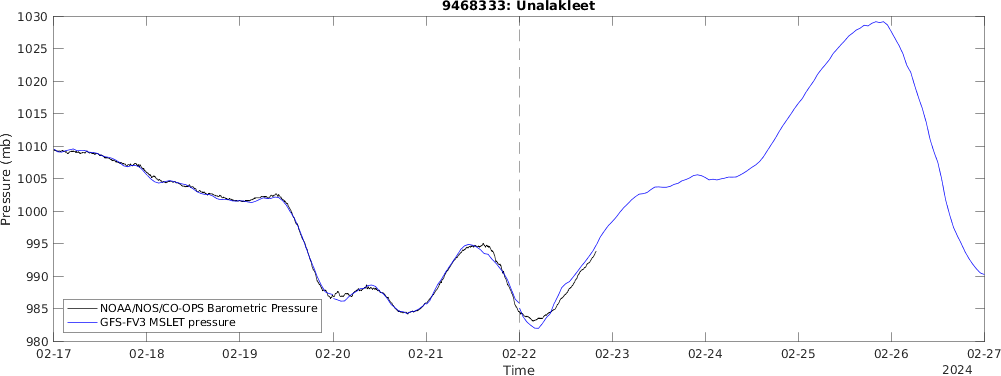 9468333: Unalakleet
1030
1025
1020
1015
1010
1005
1000
995
990
985
980
Pressure (mb)
NOAA/NOS/CO-OPS Barometric Pressure
GFS-FV3 MSLET pressure
02-17 02-18 02-19 02-20 02-21 02-22 02-23 02-24 02-25 02-26 02-27
Time
2024